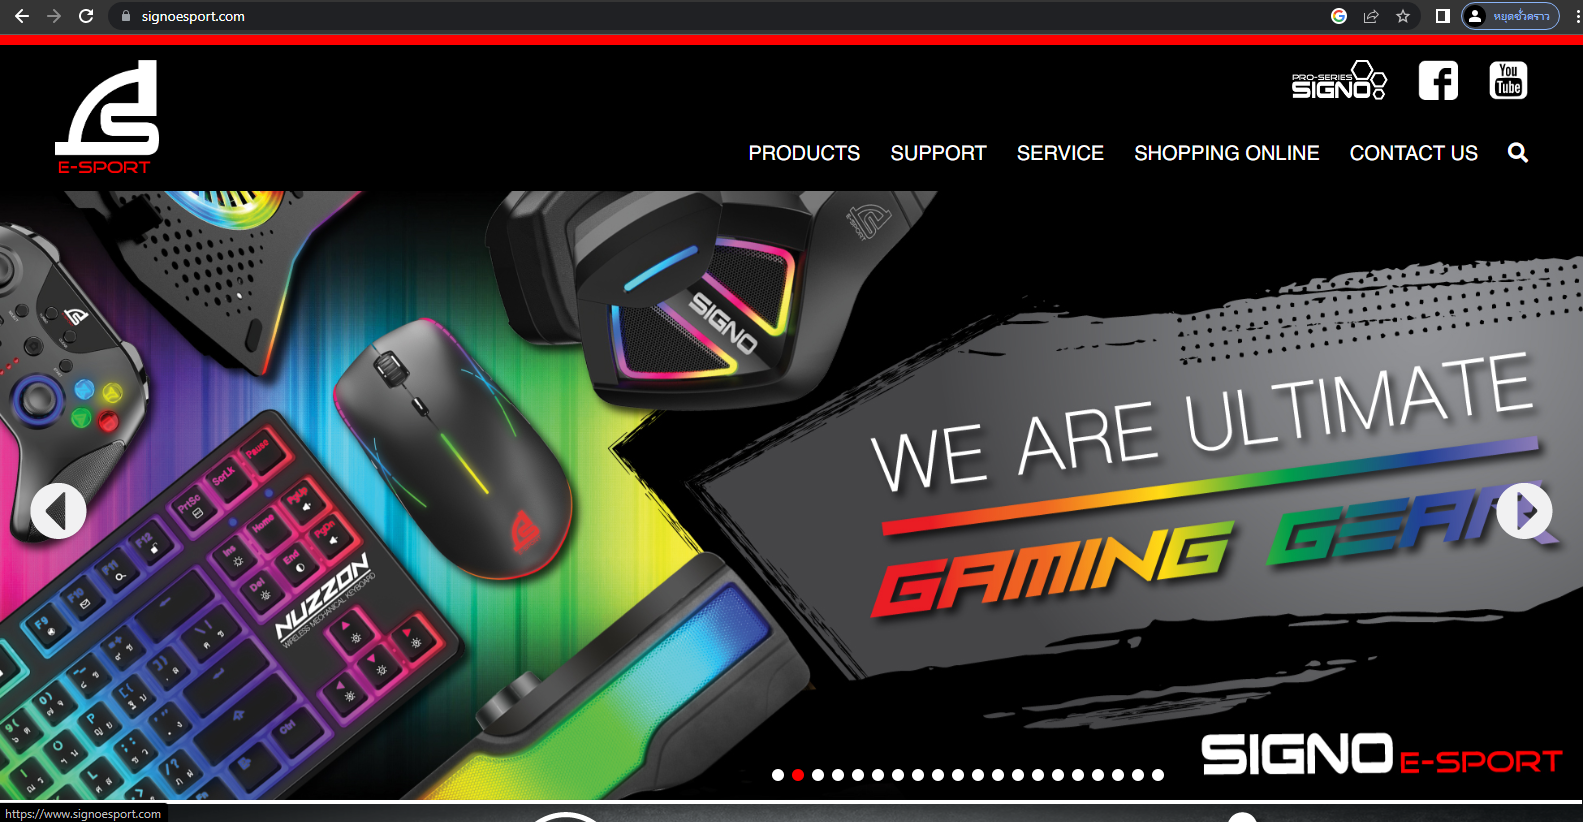 signoesport.com
หยุดชั่วคราว
PRO-SERIES
SIGNO
You
Tube
E-SPORT
PRODUCTS
SUPPORT
SERVICE
SHOPPING ONLINE
CONTACT US
SIGNO
WE ARE ULTIMATE
GAMING GEAR
Pause
ScrLk
PrtSc
PgUp
Home
PgDn
F12
Ins
End
F11
Del
F10
F9
NUZZON
WIRELESS MECHANICAL KEYBOARD
Ctrl
Fn
SIGNO E-SPORT
https://www.signoesport.com